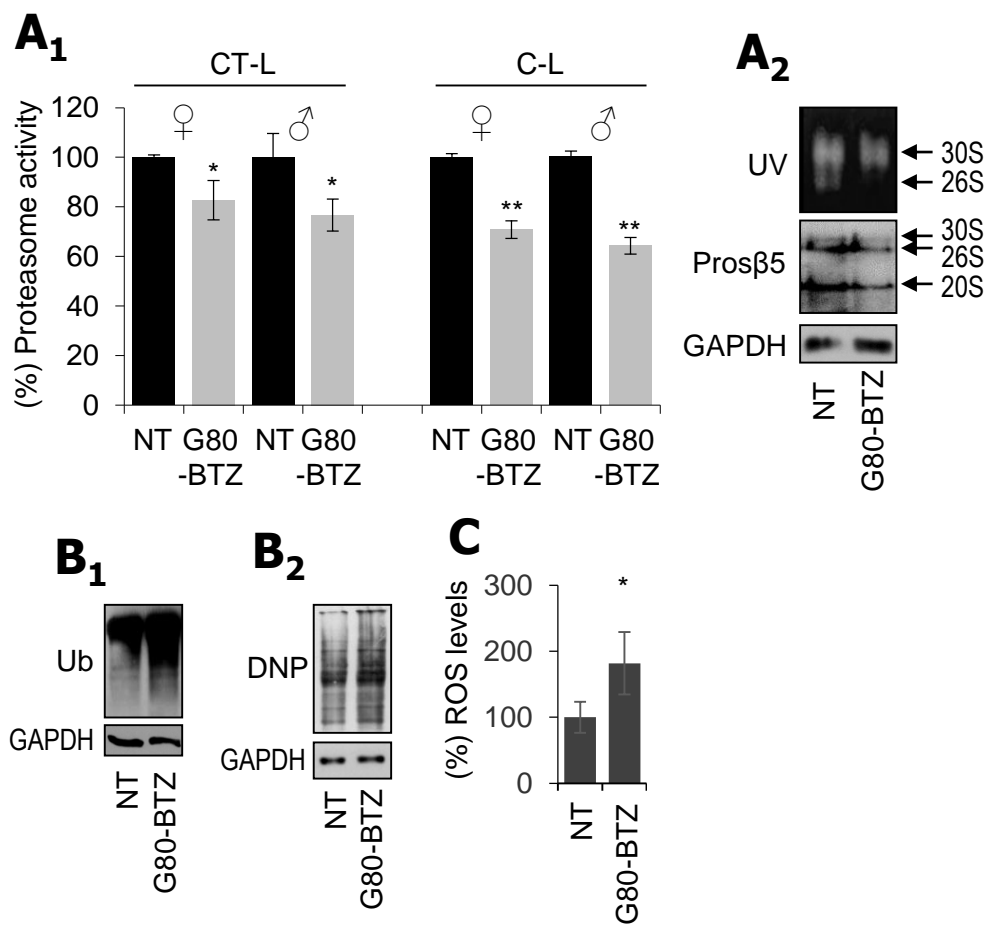 A1
CT-L
C-L
(%) Proteasome activity
120
100
80
60
40
20
0
♀
♂
♀
♂
*
*
**
**
NT G80 NT G80
-BTZ -BTZ
NT G80 NT G80
-BTZ -BTZ
A2
UV
30S
26S
Prosβ5
30S
26S
20S
GAPDH
NT
G80-BTZ
B1
Ub
GAPDH
NT
G80-BTZ
B2
DNP
GAPDH
NT
G80-BTZ
C
(%) ROS levels
300
200
100
0
*
NT
G80-BTZ